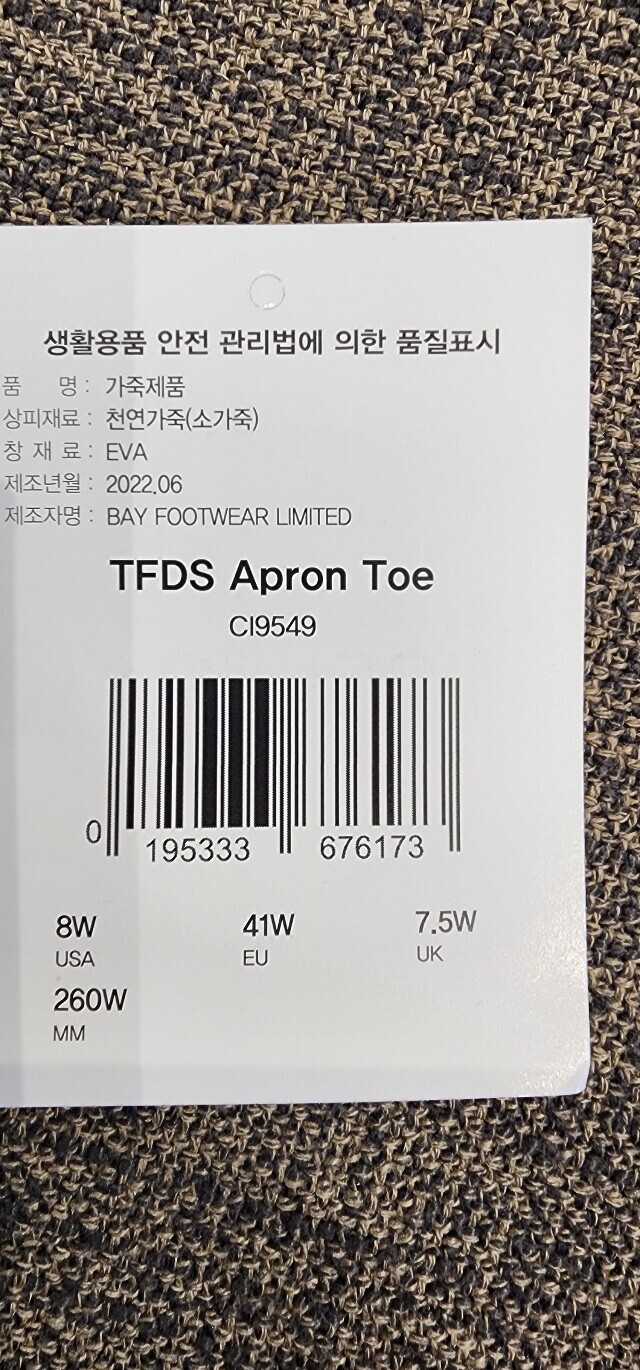 생활용품 안전 관리법에 의한 품질표시
품 명 : 가죽제품
상피재료 : 천연가죽(소가죽)
창 재 료 : EVA
제조년월 : 2022.06
제조자명 : BAY FOOTWEAR LIMITED
TFDS Apron Toe
CI9549
0 195333 676173
8W 41W 7.5W
USA EU UK
260W
MM